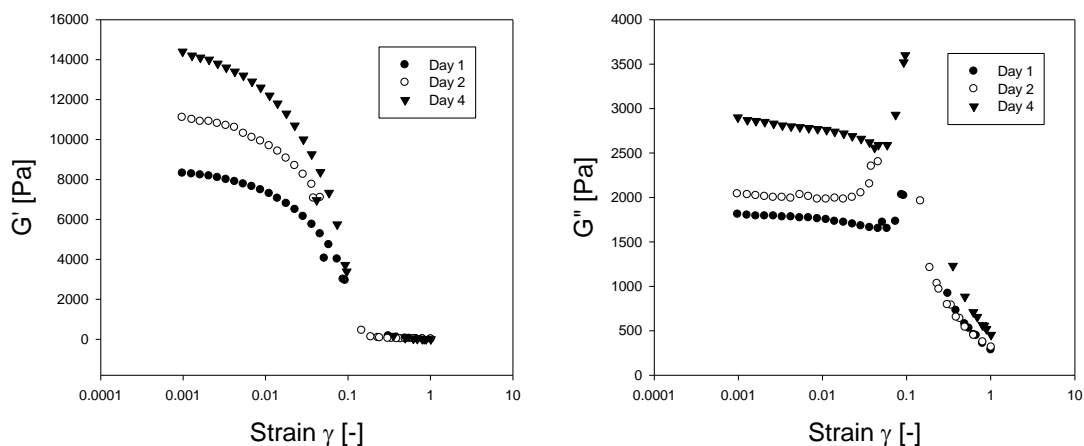 16000
14000
12000
10000
8000
6000
4000
2000
0
G' [Pa]
Day 1
Day 2
Day 4
0.0001 0.001 0.01 0.1 1 10
Strain γ [-]
4000
3500
3000
2500
2000
1500
1000
500
0
G" [Pa]
Day 1
Day 2
Day 4
0.0001 0.001 0.01 0.1 1 10
Strain γ [-]